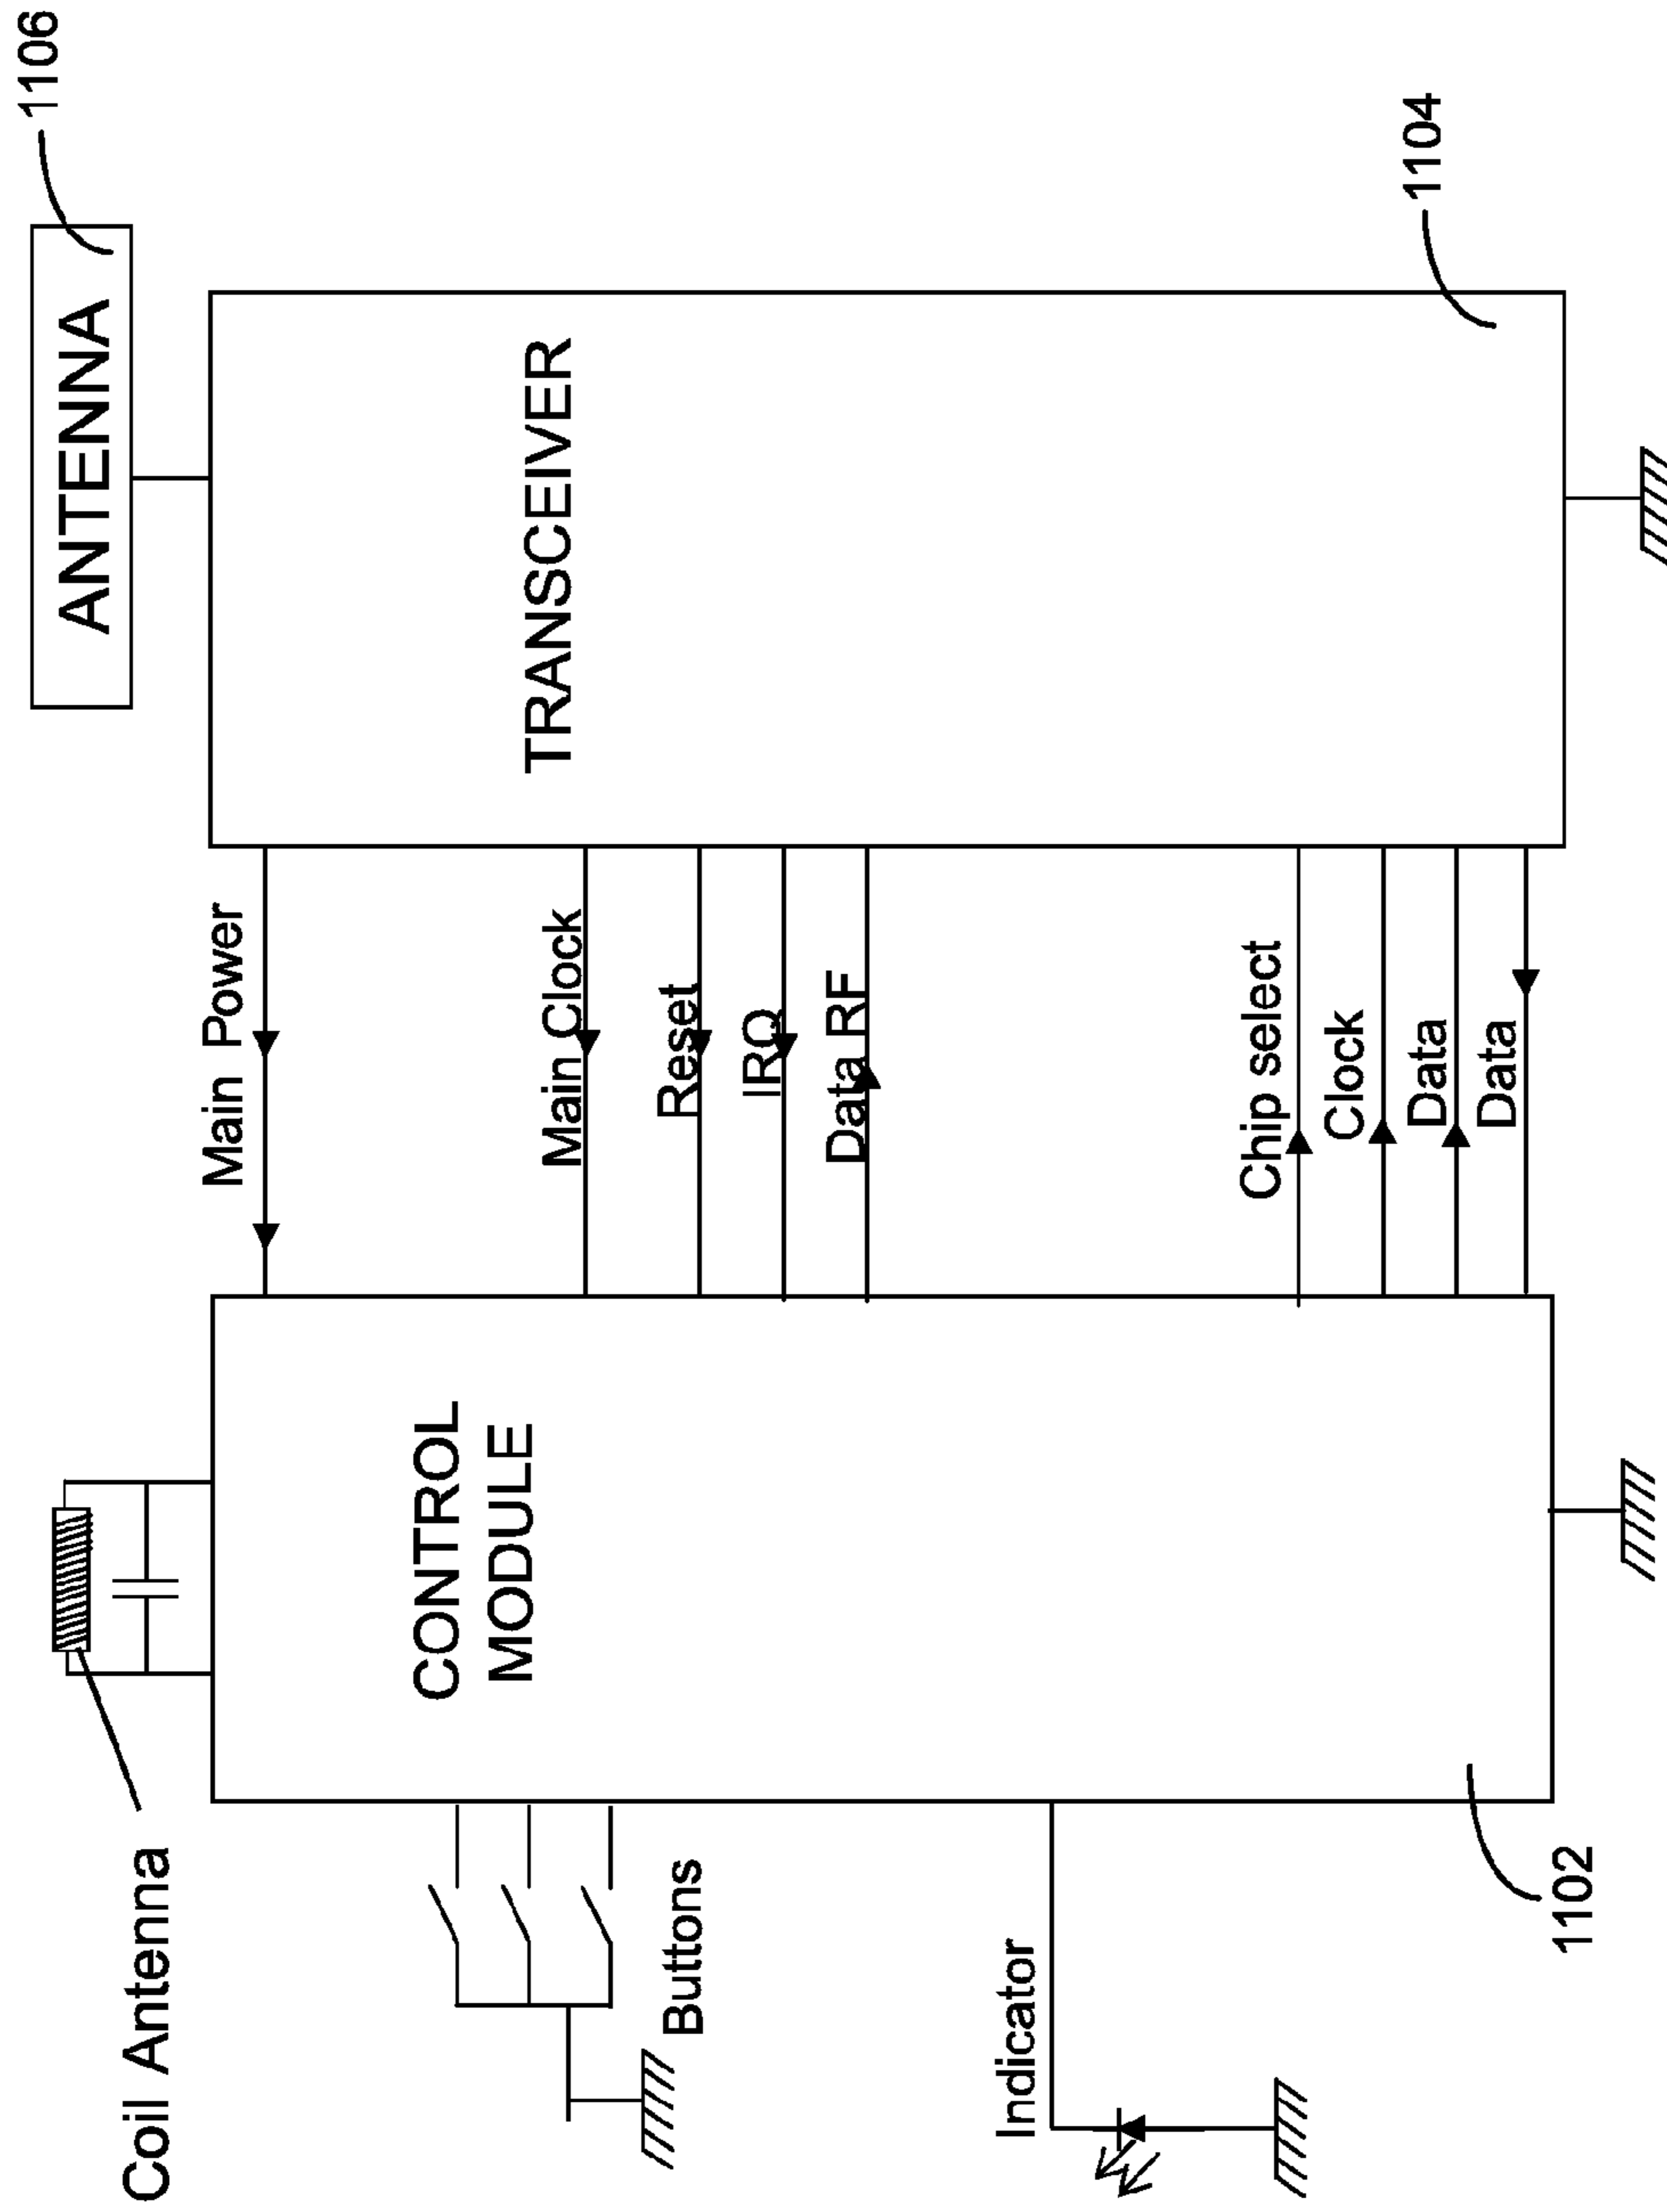 Coil Antenna
ANTENNA
1106
CONTROL
MODULE
TRANSCEIVER
Main Power
Main Clock
Reset
IRQ
Data RF
Chip select
Clock
Data
Data
Buttons
Indicator
1102
1104